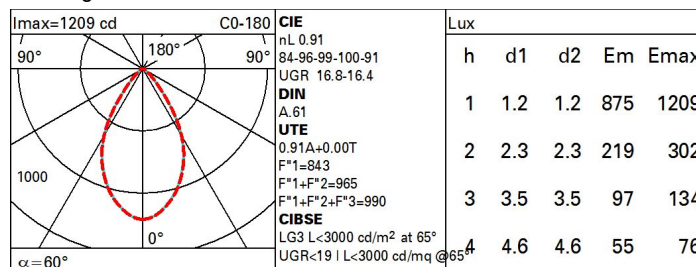 Imax=1209 cd C0-180
90° 180° 90°
1000
0°
α=60°
CIE
nL 0.91
84-96-99-100-91
UGR 16.8-16.4
DIN
A.61
UTE
0.91A+0.00T
F"1=843
F"1+F"2=965
F"1+F"2+F"3=990
CIBSE
LG3 L<3000 cd/m² at 65°
UGR<19 | L<3000 cd/mq @65°
Lux
h d1 d2 Em Emax
1 1.2 1.2 875 1209
2 2.3 2.3 219 302
3 3.5 3.5 97 134
4 4.6 4.6 55 76